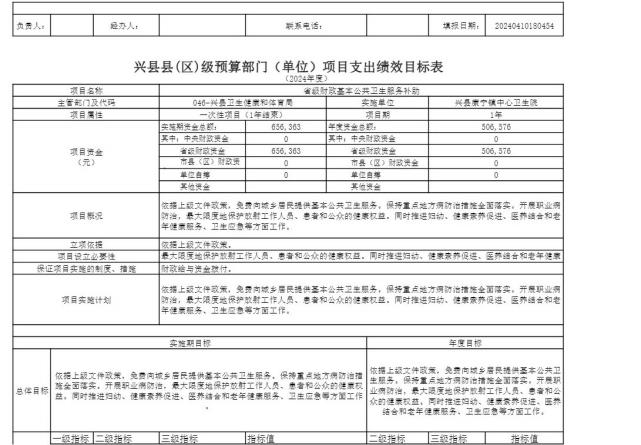 负责人： 经办人： 联系电话： 填报日期： 20240410180454
兴县县(区)级预算部门（单位）项目支出绩效目标表
（2024年度）
项目名称 省级财政基本公共卫生服务补助
主管部门及代码 046-兴县卫生健康和体育局 实施单位 兴县康宁镇中心卫生院
项目属性 一次性项目（1年结束） 项目期 1年
项目资金
（元）
实施期资金总额： 656,363 年度资金总额： 506,376
其中：中央财政资金 0 其中：中央财政资金 0
省级财政资金 656,363 省级财政资金 506,376
市县（区）财政资 0 市县（区）财政资金 0
单位自筹 0 单位自筹 0
其他资金 其他资金
项目概况
依据上级文件政策，免费向城乡居民提供基本公共卫生服务，保持重点地方病防治措施全面落实，开展职业病
防治，最大限度地保护放射工作人员、患者和公众的健康权益。同时推进妇幼、健康素养促进、医养结合和老
年健康服务、卫生应急等方面工作。
立项依据 依据上级文件政策。
项目设立必要性 最大限度地保护放射工作人员、患者和公众的健康权益。同时推进妇幼、健康素养促进、医养结合和老年健康
保证项目实施的制度、措施 财政给与资金拨付。
项目实施计划
依据上级文件政策，免费向城乡居民提供基本公共卫生服务，保持重点地方病防治措施全面落实，开展职业病
防治，最大限度地保护放射工作人员、患者和公众的健康权益。同时推进妇幼、健康素养促进、医养结合和老
年健康服务、卫生应急等方面工作。
实施期目标 年度目标
总体目标
依据上级文件政策，免费向城乡居民提供基本公共卫生服务，保持重点地方病防治措
施全面落实，开展职业病防治，最大限度地保护放射工作人员、患者和公众的健康权
益。同时推进妇幼、健康素养促进、医养结合和老年健康服务、卫生应急等方面工作
。
依据上级文件政策，免费向城乡居民提供基本公共卫
生服务，保持重点地方病防治措施全面落实，开展职
业病防治，最大限度地保护放射工作人员、患者和公
众的健康权益。同时推进妇幼、健康素养促进、医养
结合和老年健康服务、卫生应急等方面工作。
一级指标 二级指标 三级指标 指标值 二级指标 三级指标 指标值